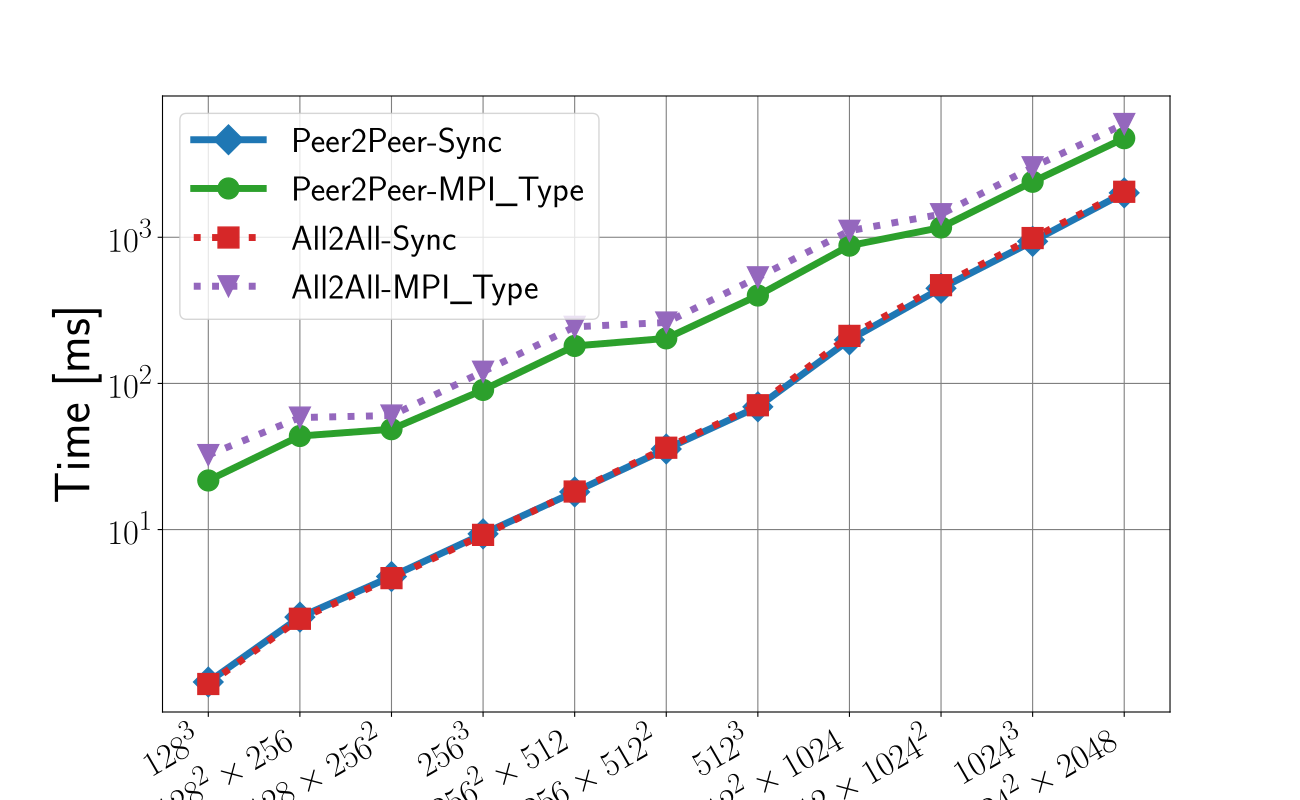 Peer2Peer-Sync
Peer2Peer-MPI_Type
All2All-Sync
All2All-MPI_Type
Time [ms]
10³
10²
10¹
128³
128² × 256
128 × 256²
256³
256² × 512
256 × 512²
512³
512² × 1024
512 × 1024²
1024³
1024² × 2048